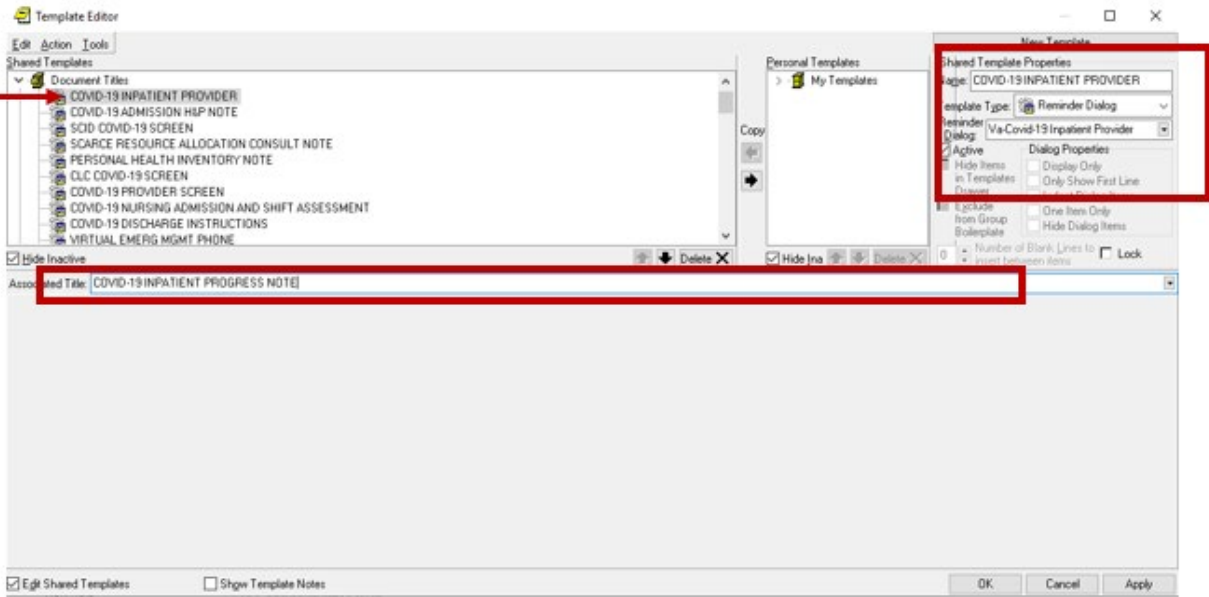 Template Editor
Edit Action Tools
New Template
Shared Templates
Document Titles
COVID-19 INPATIENT PROVIDER
COVID-19 ADMISSION H&P NOTE
SCID COVID-19 SCREEN
SCARCE RESOURCE ALLOCATION CONSULT NOTE
PERSONAL HEALTH INVENTORY NOTE
CLC COVID-19 SCREEN
COVID-19 PROVIDER SCREEN
COVID-19 NURSING ADMISSION AND SHIFT ASSESSMENT
COVID-19 DISCHARGE INSTRUCTIONS
VIRTUAL EMERG MGMT PHONE
Hide Inactive
Delete
Copy
Personal Templates
My Templates
Hide Ina
Delete
Shared Template Properties
Name: COVID-19 INPATIENT PROVIDER
Template Type: Reminder Dialog
Reminder
Dialog: Va-Covid-19 Inpatient Provider
Active
Hide Items
in Templates
Drawer
Exclude
from Group
Boilerplate
Dialog Properties
Display Only
Only Show First Line
Indent Dialog Items
One Item Only
Hide Dialog Items
0 Number of Blank Lines to
insert between items
Lock
Associated Title: COVID-19 INPATIENT PROGRESS NOTE
Edit Shared Templates
Show Template Notes
OK Cancel Apply